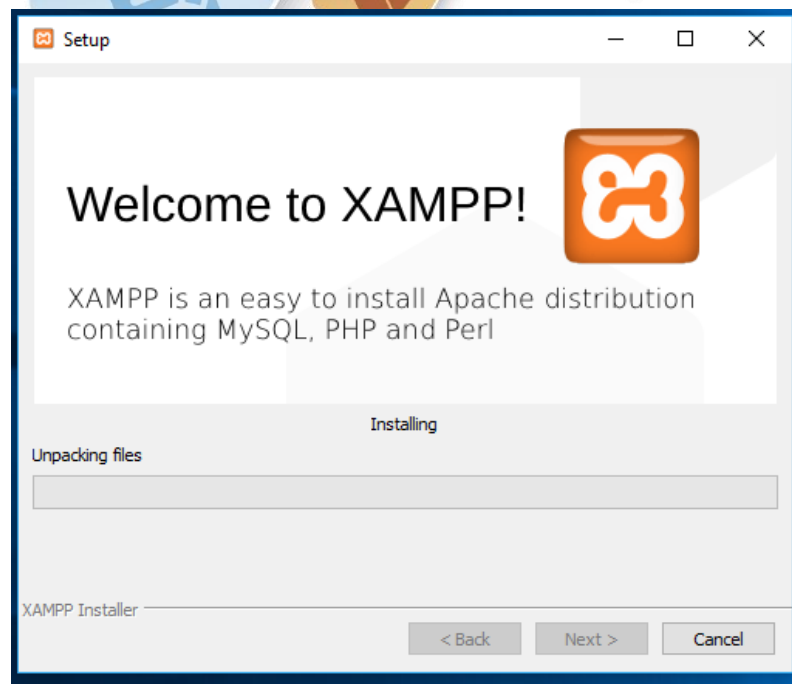 Setup
Welcome to XAMPP!
XAMPP is an easy to install Apache distribution
containing MySQL, PHP and Perl
Installing
Unpacking files
XAMPP Installer
< Back
Next >
Cancel